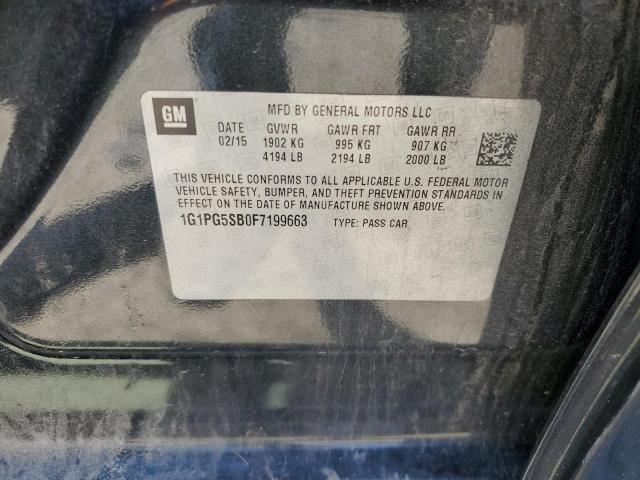 GM
MFD BY GENERAL MOTORS LLC
DATE GVWR GAWR FRT GAWR RR
02/15 1902 KG 995 KG 907 KG
4194 LB 2194 LB 2000 LB
THIS VEHICLE CONFORMS TO ALL APPLICABLE U.S. FEDERAL MOTOR
VEHICLE SAFETY, BUMPER, AND THEFT PREVENTION STANDARDS IN
EFFECT ON THE DATE OF MANUFACTURE SHOWN ABOVE.
1G1PG5SB0F7199663 TYPE: PASS CAR